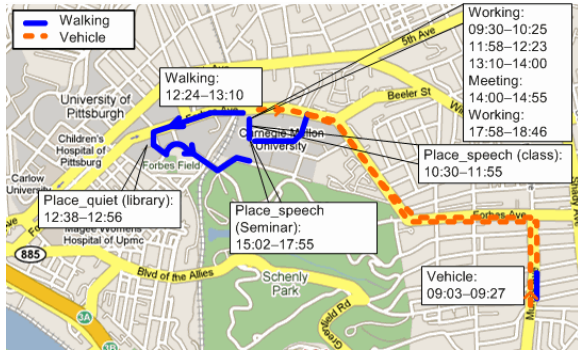 Walking
Vehicle
Working:
09:30–10:25
11:58–12:23
13:10–14:00
Meeting:
14:00–14:55
Working:
17:58–18:46
5th Ave
Walking:
12:24–13:10
Beeler St
University of
Pittsburgh
Children's
Hospital of
Pittsburgh
Carnegie Mellon
University
Place_speech (class):
10:30–11:55
Forbes Field
Carlow
University
Place_quiet (library):
12:38–12:56
Place_speech
(Seminar):
15:02–17:55
Forbes Ave
Magee Womens
Hospital of Upmc
885
Blvd of the Allies
Schenly
Park
Vehicle:
09:03–09:27
Greenfield Rd
3A